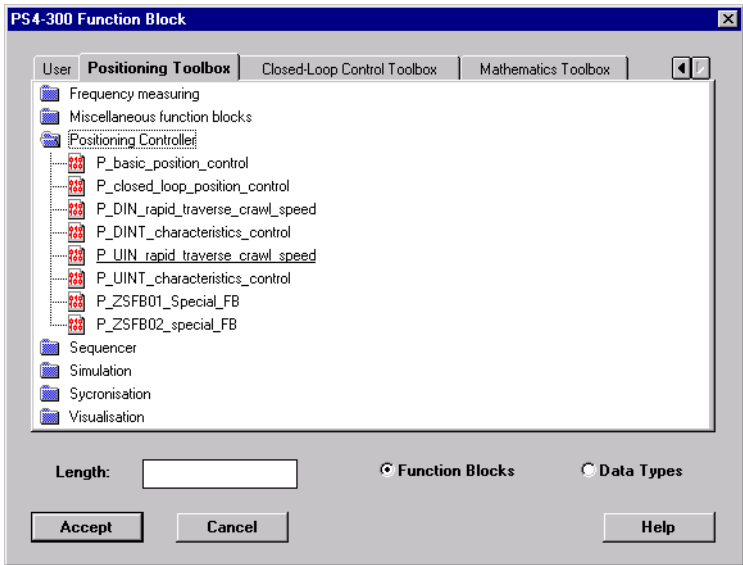 PS4-300 Function Block
User Positioning Toolbox Closed-Loop Control Toolbox Mathematics Toolbox
Frequency measuring
Miscellaneous function blocks
Positioning Controller
P_basic_position_control
P_closed_loop_position_control
P_DIN_rapid_traverse_crawl_speed
P_DINT_characteristics_control
P_UIN_rapid_traverse_crawl_speed
P_UINT_characteristics_control
P_ZSFB01_Special_FB
P_ZSFB02_special_FB
Sequencer
Simulation
Sycronisation
Visualisation
Length: Function Blocks Data Types
Accept Cancel Help